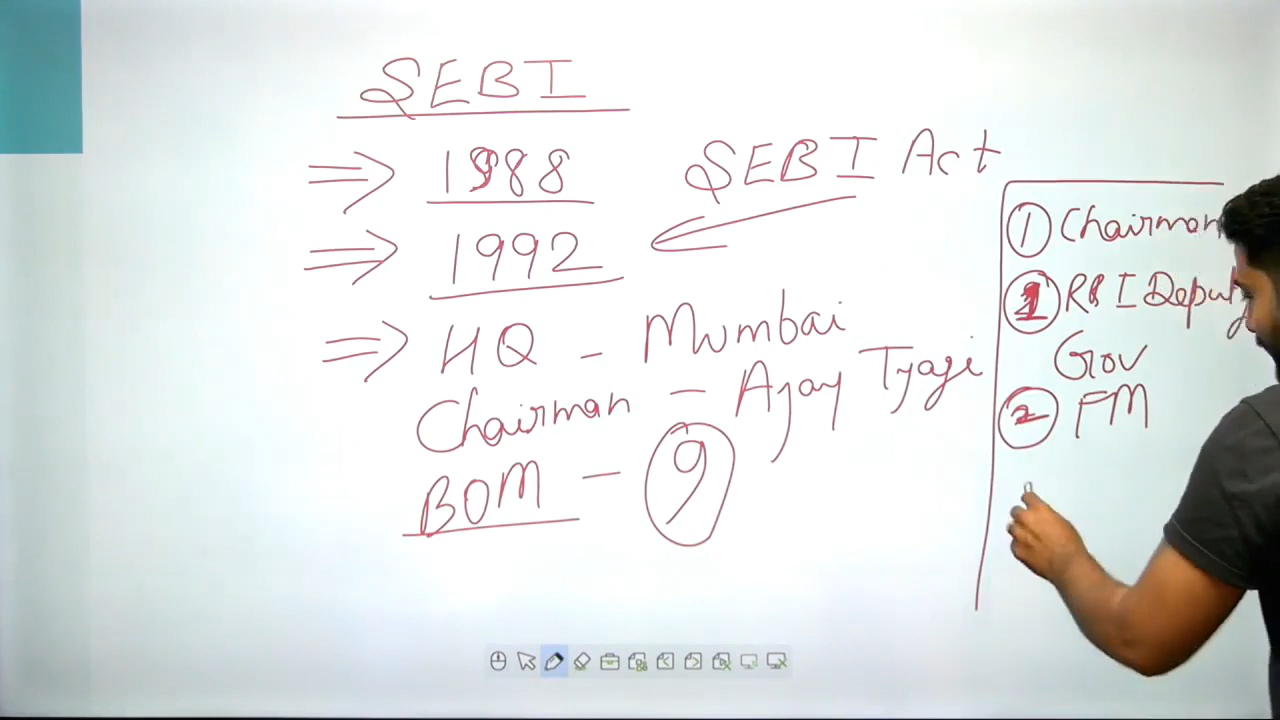 SEBI
⇒ 1988
SEBI Act
⇒ 1992
⇒ HQ - Mumbai
Chairman - Ajay Tyagi
BOM - 9
1 Chairman
1 RBI Deputy
Gov
2 FM